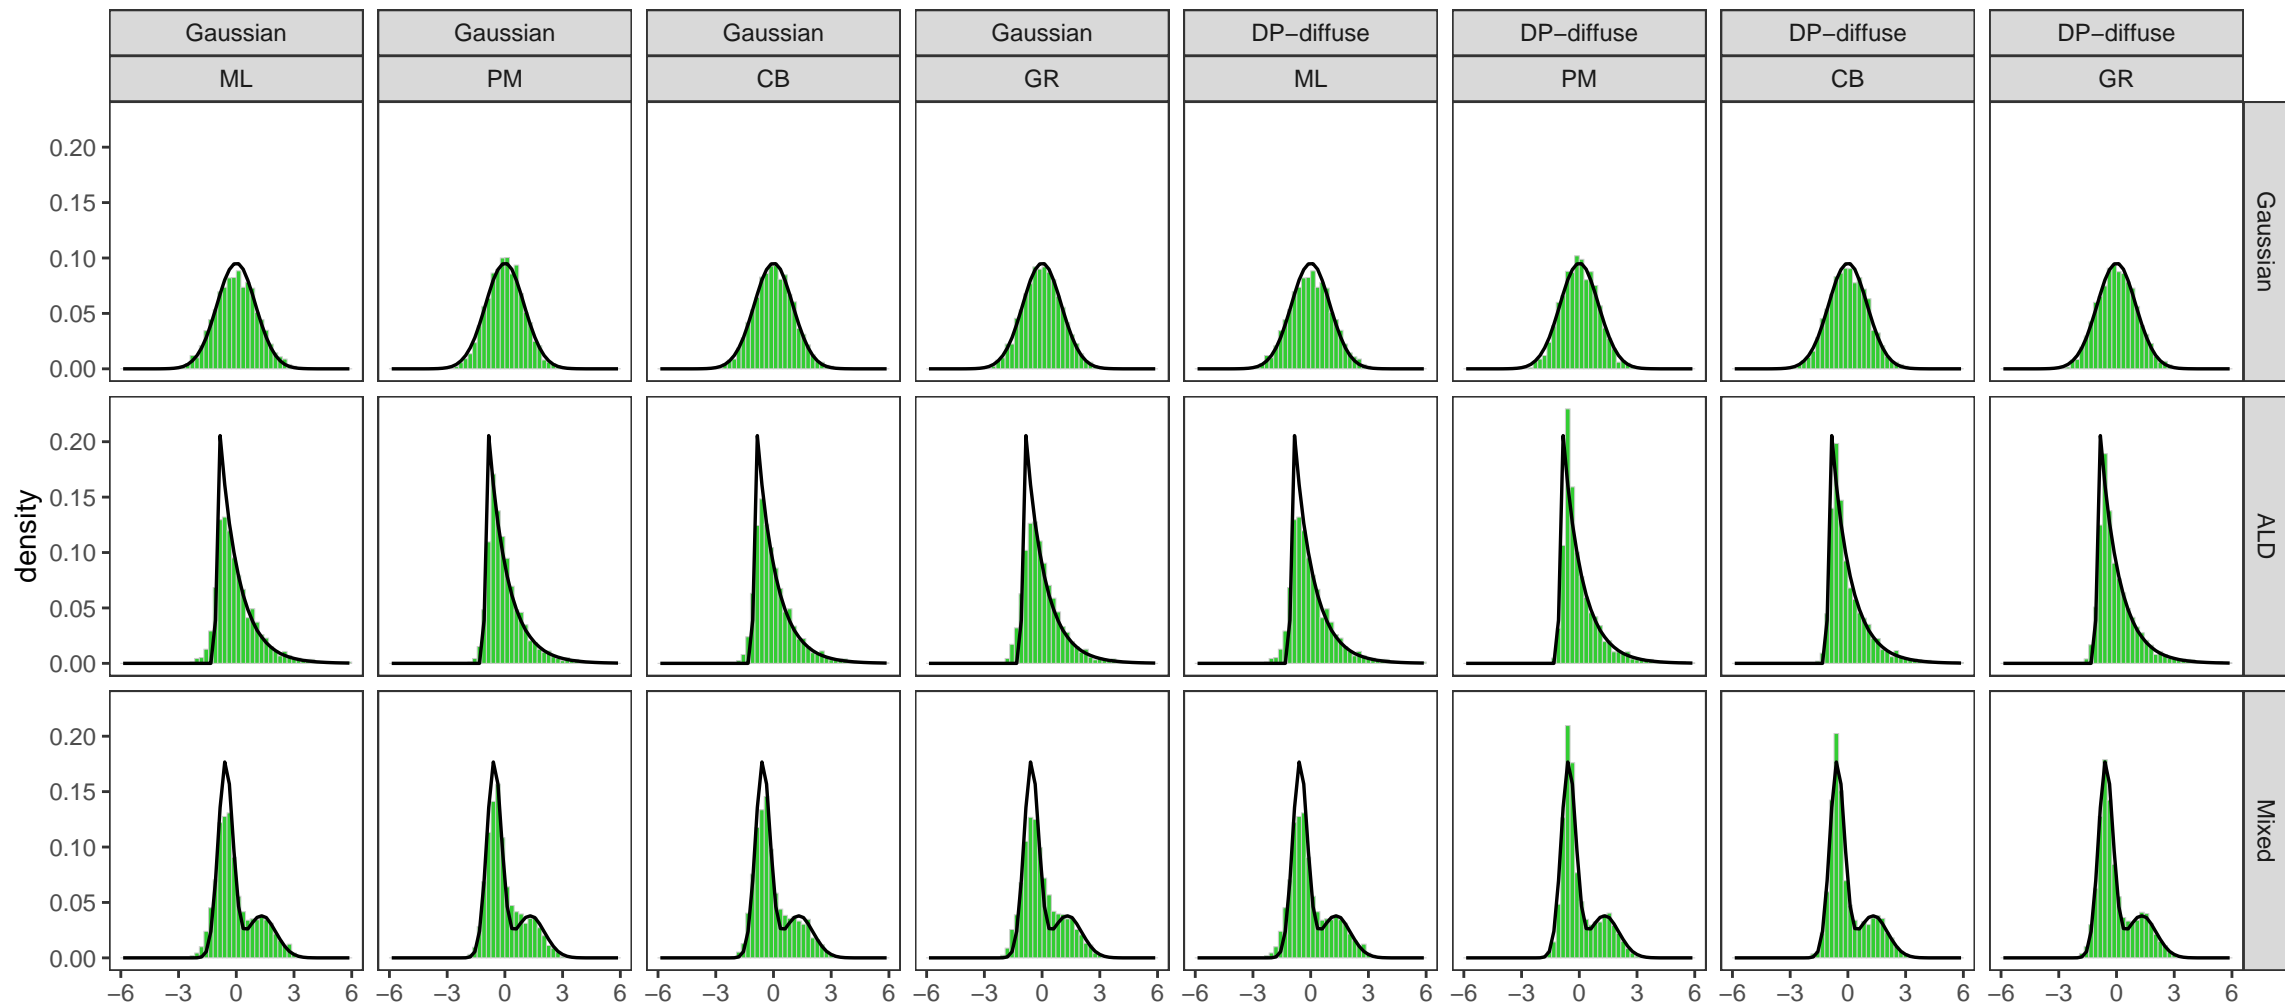 Gaussian Gaussian Gaussian Gaussian DP−diffuse DP−diffuse DP−diffuse DP−diffuse
ML PM CB GR ML PM CB GR
0.20
0.15
0.10
0.05
0.00
Gaussian
0.20
0.15
0.10
0.05
0.00
ALD
density
0.20
0.15
0.10
0.05
0.00
Mixed
−6 −3 0 3 6 −6 −3 0 3 6 −6 −3 0 3 6 −6 −3 0 3 6 −6 −3 0 3 6 −6 −3 0 3 6 −6 −3 0 3 6 −6 −3 0 3 6